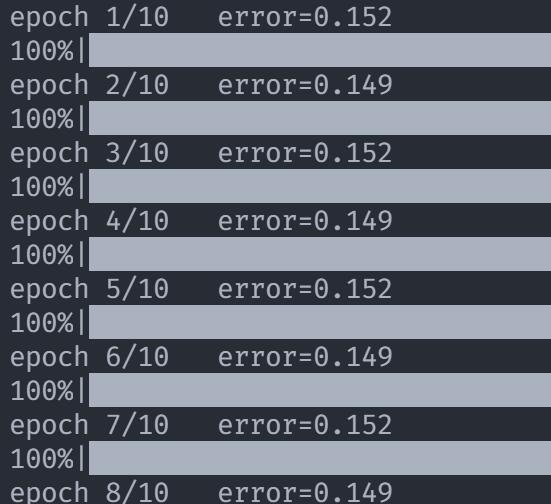 epoch 1/10   error=0.152
100%|
epoch 2/10   error=0.149
100%|
epoch 3/10   error=0.152
100%|
epoch 4/10   error=0.149
100%|
epoch 5/10   error=0.152
100%|
epoch 6/10   error=0.149
100%|
epoch 7/10   error=0.152
100%|
epoch 8/10   error=0.149